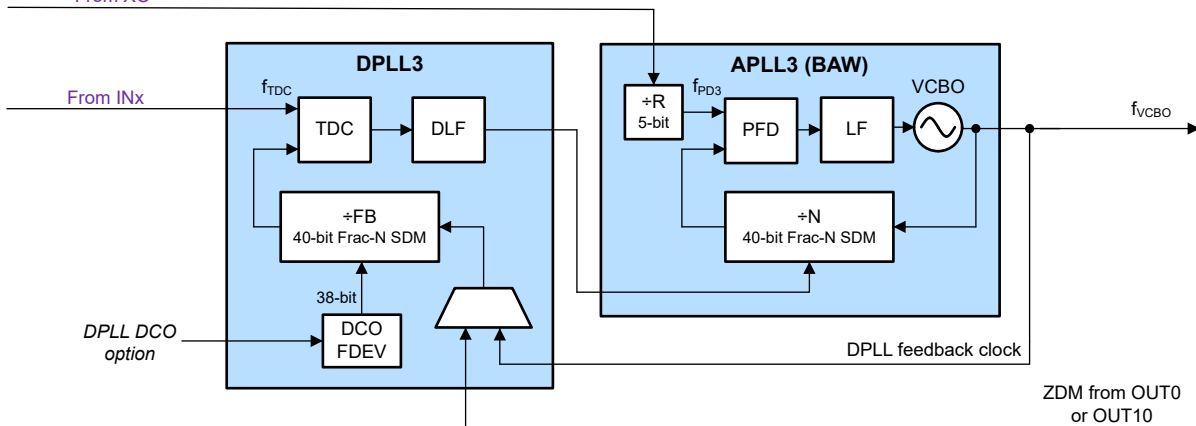 From XO
DPLL3
APLL3 (BAW)
From INx
fTDC
TDC
DLF
÷R
5-bit
fPD3
PFD
LF
VCBO
fVCBO
÷FB
40-bit Frac-N SDM
÷N
40-bit Frac-N SDM
38-bit
DPLL DCO
option
DCO
FDEV
DPLL feedback clock
ZDM from OUT0
or OUT10